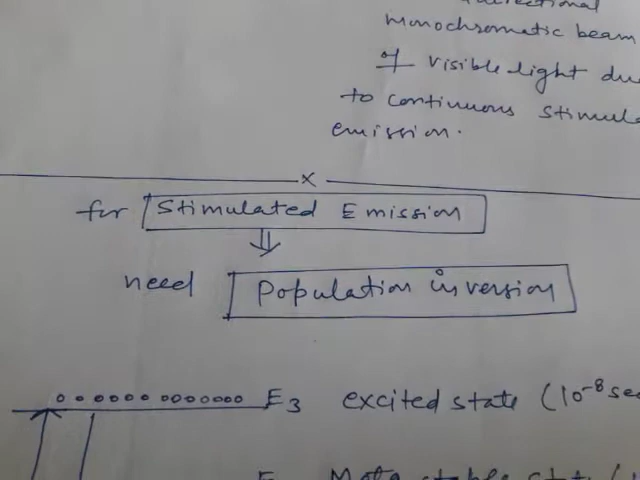 monochromatic beam
of visible light due
to continuous stimula
emission.
x
for Stimulated Emission
need Population inversion
E3 excited state (10-8 sec